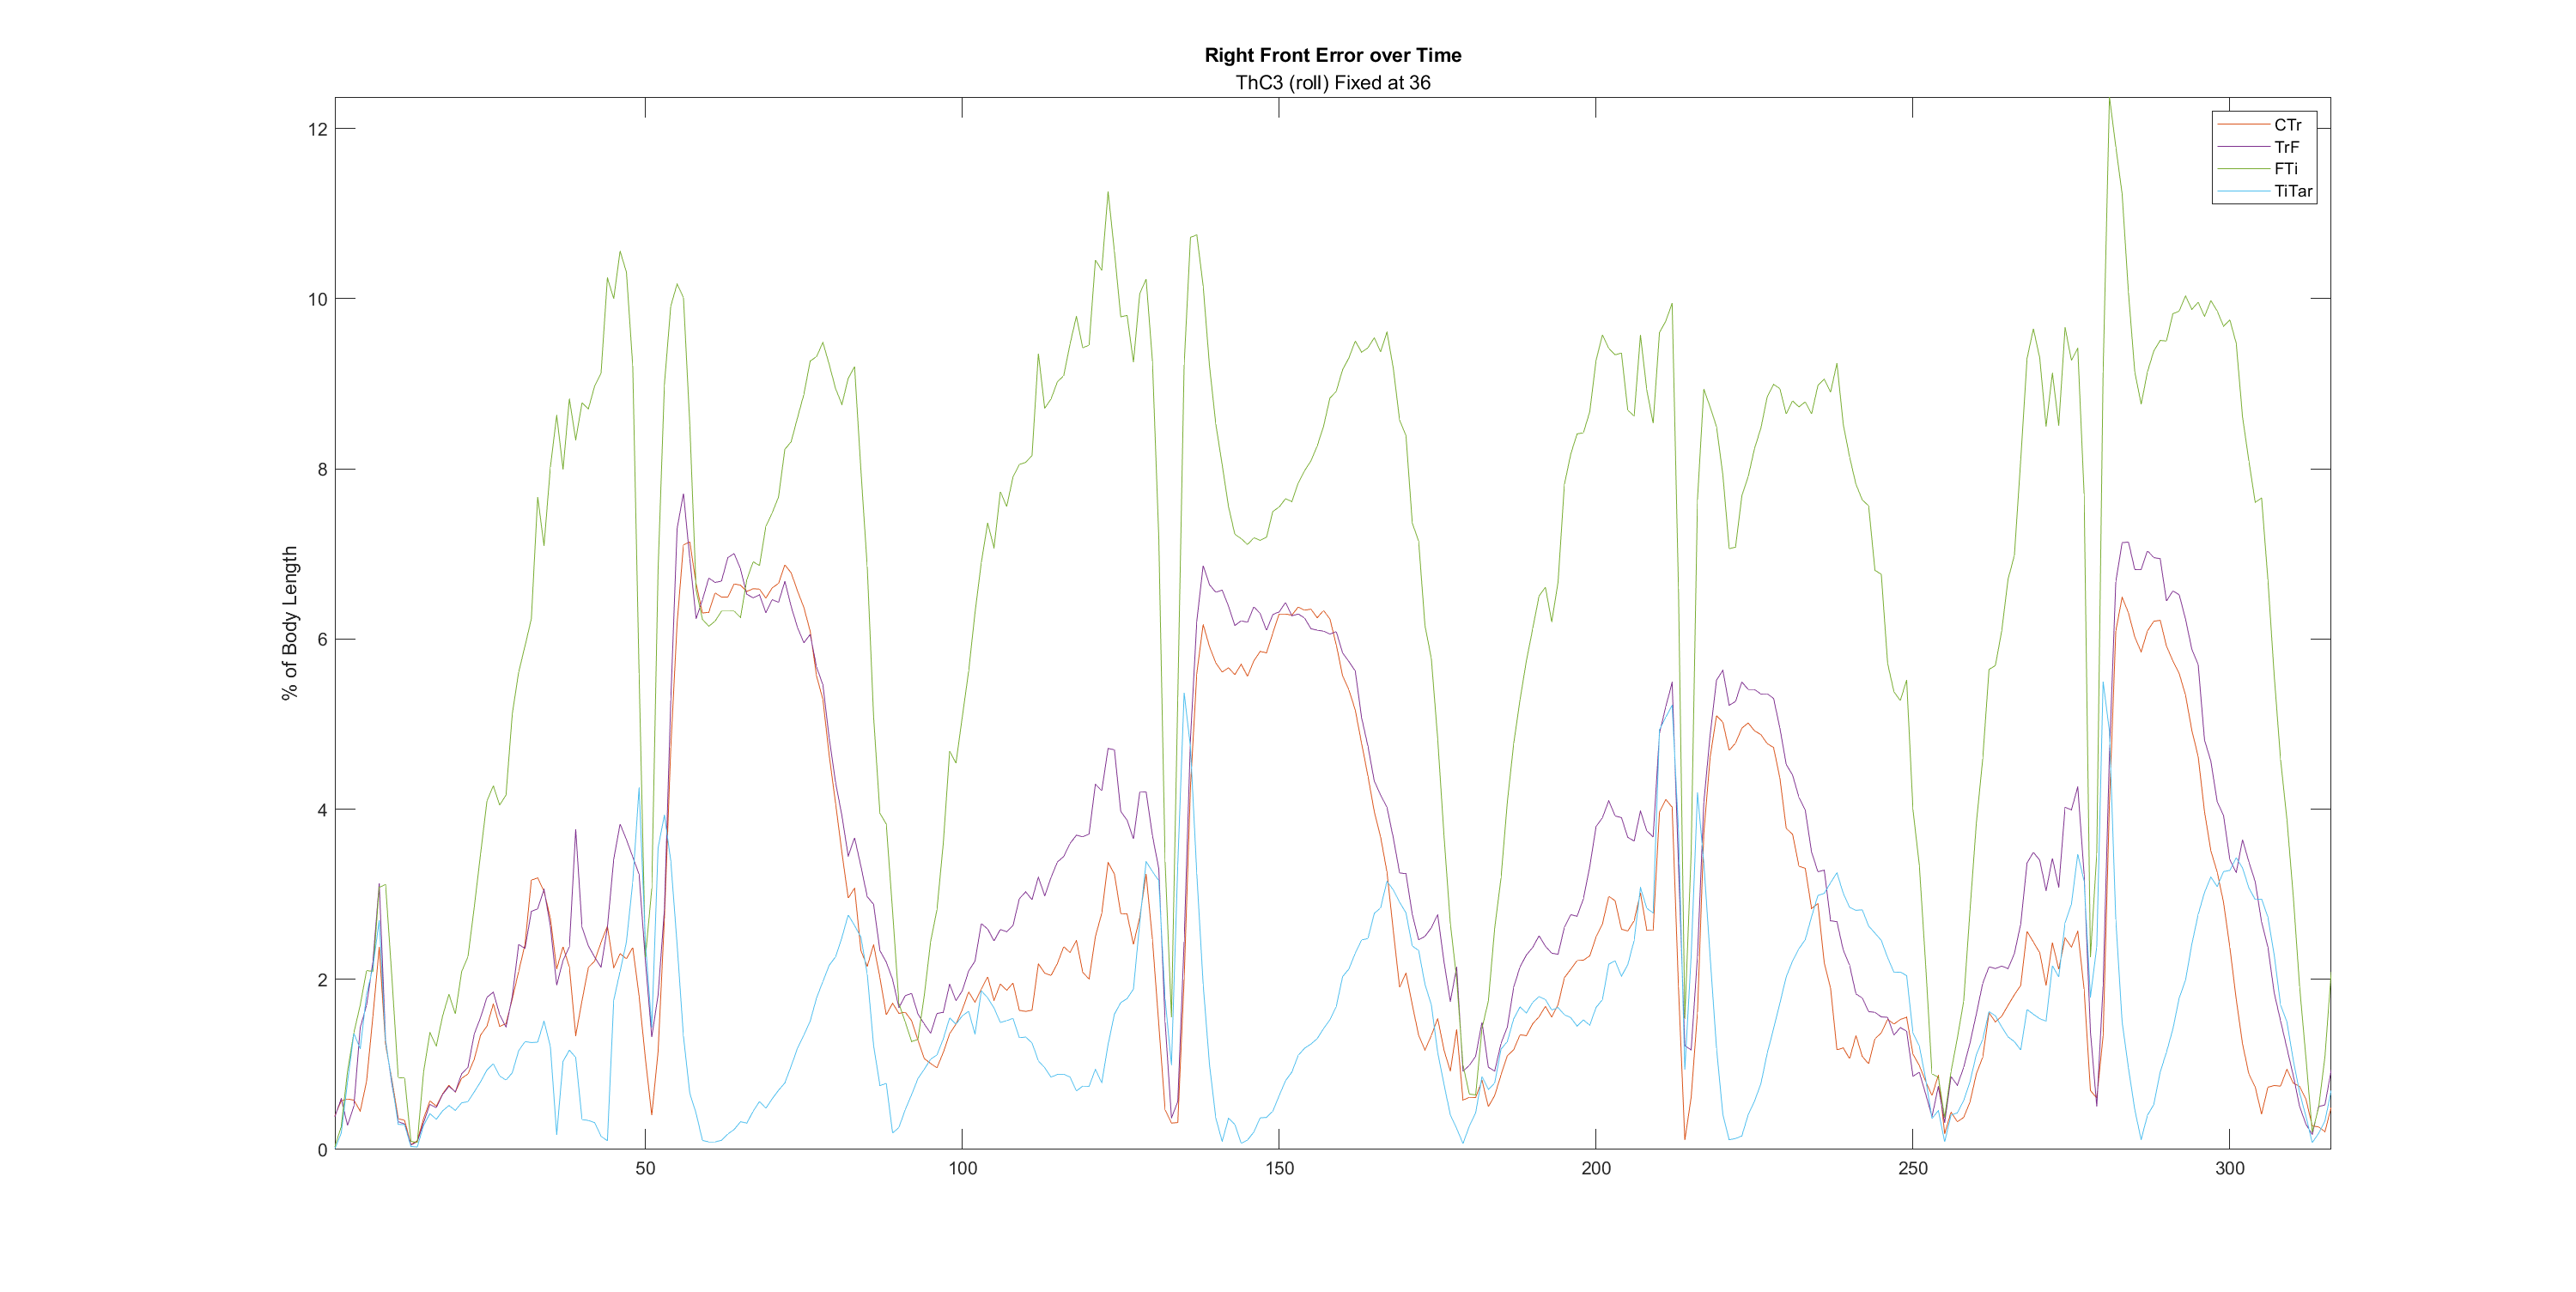 Right Front Error over Time
ThC3 (roll) Fixed at 36
CTr
TrF
FTi
TiTar
% of Body Length
12
10
8
6
4
2
0
50
100
150
200
250
300